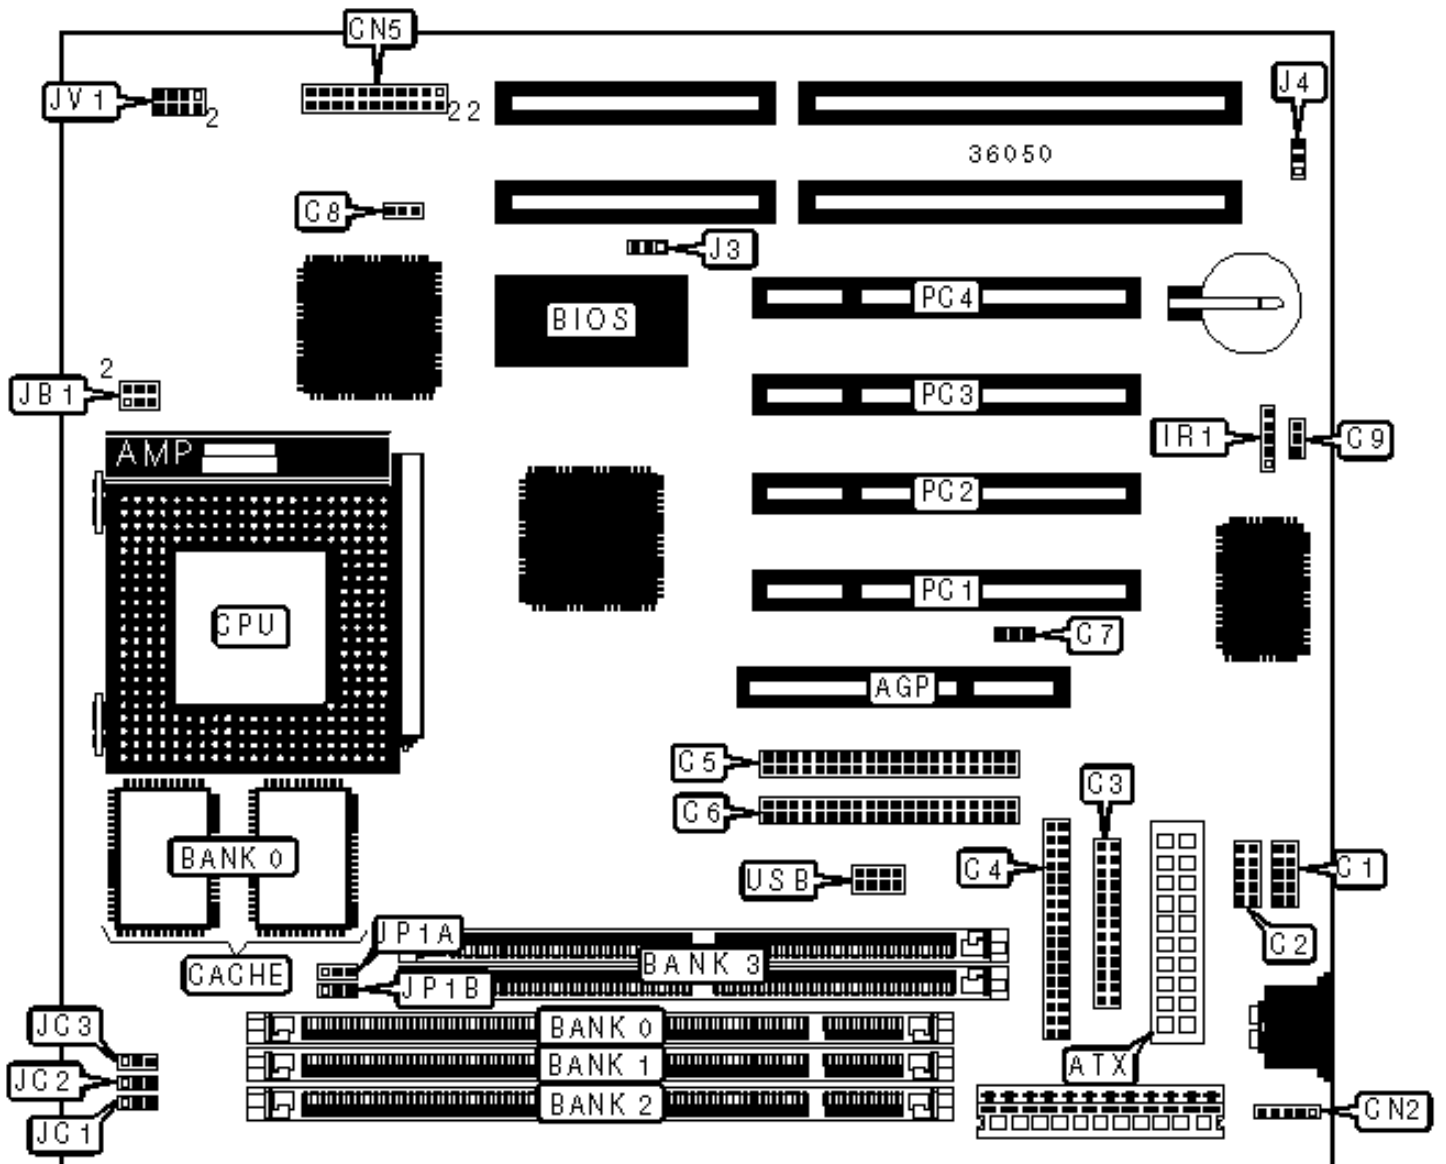 CN5
JV1
2
22
J4
36050
C8
J3
PC4
BIOS
2
JB1
PC3
IR1
C9
AMP
PC2
PC1
CPU
C7
AGP
C5
C3
C6
USB
C4
C1
BANK 0
JP1A
C2
BANK 3
CACHE
JP1B
JC3
BANK 0
JC2
BANK 1
ATX
BANK 2
CN2
JC1